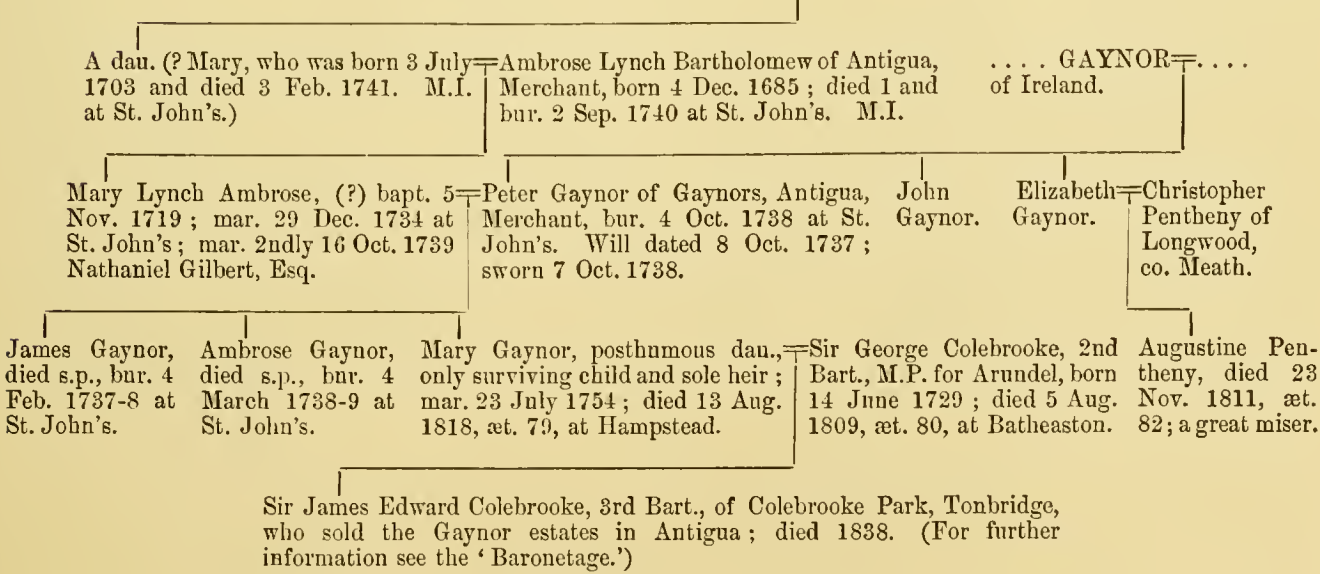 A dau. (? Mary, who was born 3 July
1703 and died 3 Feb. 1741. M.I.
at St. John's.)
=Ambrose Lynch Bartholomew of Antigua,
Merchant, born 4 Dec. 1685 ; died 1 and
bur. 2 Sep. 1740 at St. John's. M.I.
. . . . GAYNOR=. . . .
of Ireland.
Mary Lynch Ambrose, (?) bapt. 5
Nov. 1719 ; mar. 29 Dec. 1734 at
St. John's ; mar. 2ndly 16 Oct. 1739
Nathaniel Gilbert, Esq.
=Peter Gaynor of Gaynors, Antigua,
Merchant, bur. 4 Oct. 1738 at St.
John's. Will dated 8 Oct. 1737 ;
sworn 7 Oct. 1738.
John
Gaynor.
Elizabeth
Gaynor.
=Christopher
Pentheny of
Longwood,
co. Meath.
James Gaynor,
died s.p., bur. 4
Feb. 1737-8 at
St. John's.
Ambrose Gaynor,
died s.p., bur. 4
March 1738-9 at
St. John's.
Mary Gaynor, posthumous dau.,
only surviving child and sole heir ;
mar. 23 July 1754 ; died 13 Aug.
1818, æt. 79, at Hampstead.
=Sir George Colebrooke, 2nd
Bart., M.P. for Arundel, born
14 June 1729 ; died 5 Aug.
1809, æt. 80, at Batheaston.
Augustine Pen-
theny, died 23
Nov. 1811, æt.
82 ; a great miser.
Sir James Edward Colebrooke, 3rd Bart., of Colebrooke Park, Tonbridge,
who sold the Gaynor estates in Antigua ; died 1838. (For further
information see the ‘ Baronetage.’)